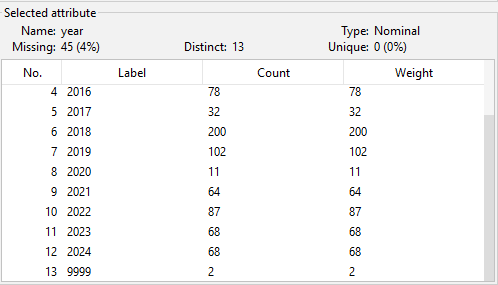 Selected attribute
Name: year Type: Nominal
Missing: 45 (4%) Distinct: 13 Unique: 0 (0%)
No. Label Count Weight
4 2016 78 78
5 2017 32 32
6 2018 200 200
7 2019 102 102
8 2020 11 11
9 2021 64 64
10 2022 87 87
11 2023 68 68
12 2024 68 68
13 9999 2 2